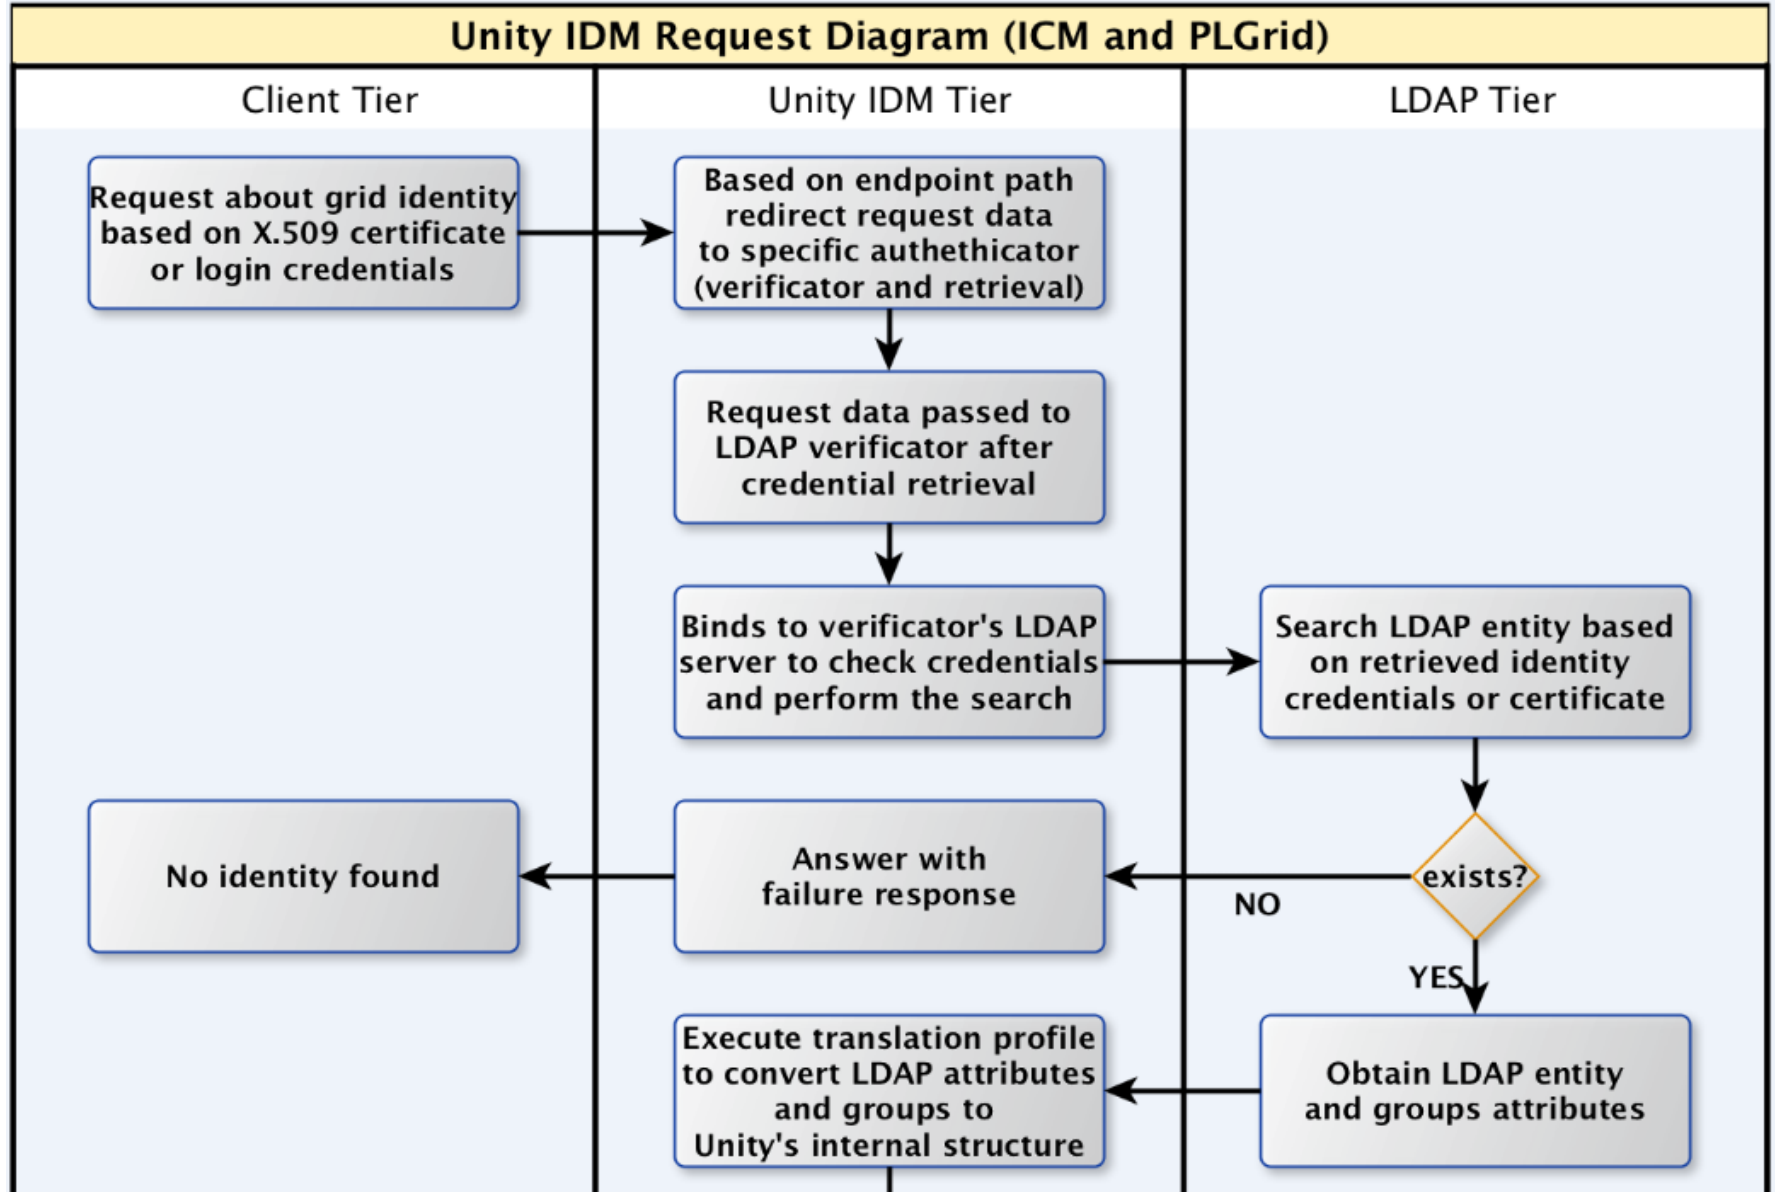 Unity IDM Request Diagram (ICM and PLGrid)
Client Tier
Unity IDM Tier
LDAP Tier
Request about grid identity
based on X.509 certificate
or login credentials
Based on endpoint path
redirect request data
to specific authethicator
(verificator and retrieval)
Request data passed to
LDAP verificator after
credential retrieval
Binds to verificator's LDAP
server to check credentials
and perform the search
Search LDAP entity based
on retrieved identity
credentials or certificate
exists?
NO
Answer with
failure response
No identity found
YES
Obtain LDAP entity
and groups attributes
Execute translation profile
to convert LDAP attributes
and groups to
Unity's internal structure